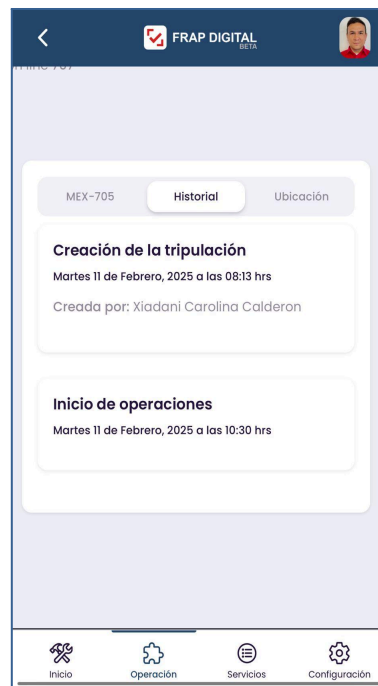 FRAP DIGITAL
BETA
MEX-705
Historial
Ubicación
Creación de la tripulación
Martes 11 de Febrero, 2025 a las 08:13 hrs
Creada por: Xiadani Carolina Calderon
Inicio de operaciones
Martes 11 de Febrero, 2025 a las 10:30 hrs
Inicio
Operación
Servicios
Configuración